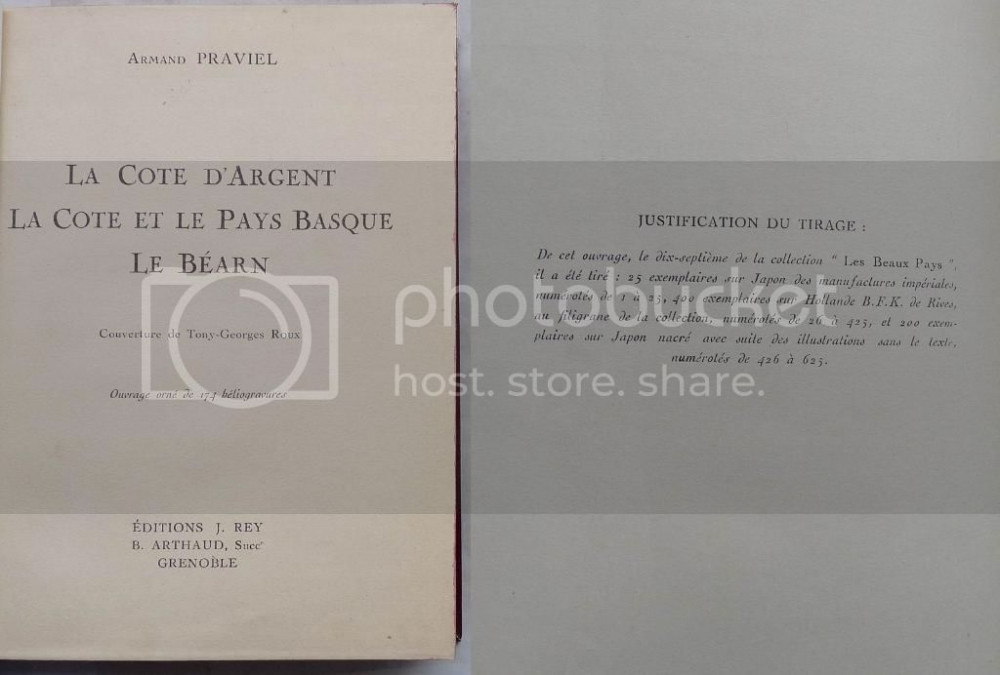 Armand PRAVIEL
La Cote d'Argent
La Cote et le Pays Basque
Le Béarn
Couverture de Tony-Georges Roux
Ouvrage orné de 174 héliogravures
ÉDITIONS J. REY
B. ARTHAUD, Succr
GRENOBLE
JUSTIFICATION DU TIRAGE :
De cet ouvrage, le dix-septième de la collection " Les Beaux Pays ",
il a été tiré : 25 exemplaires sur Japon des manufactures impériales,
numérotés de 1 à 25, 400 exemplaires sur Hollande B.F.K. de Rives,
au filigrane de la collection, numérotés de 26 à 425, et 200 exem-
plaires sur Japon nacré avec suite des illustrations sans le texte,
numérotés de 426 à 625.
photobucket
host. store. share.